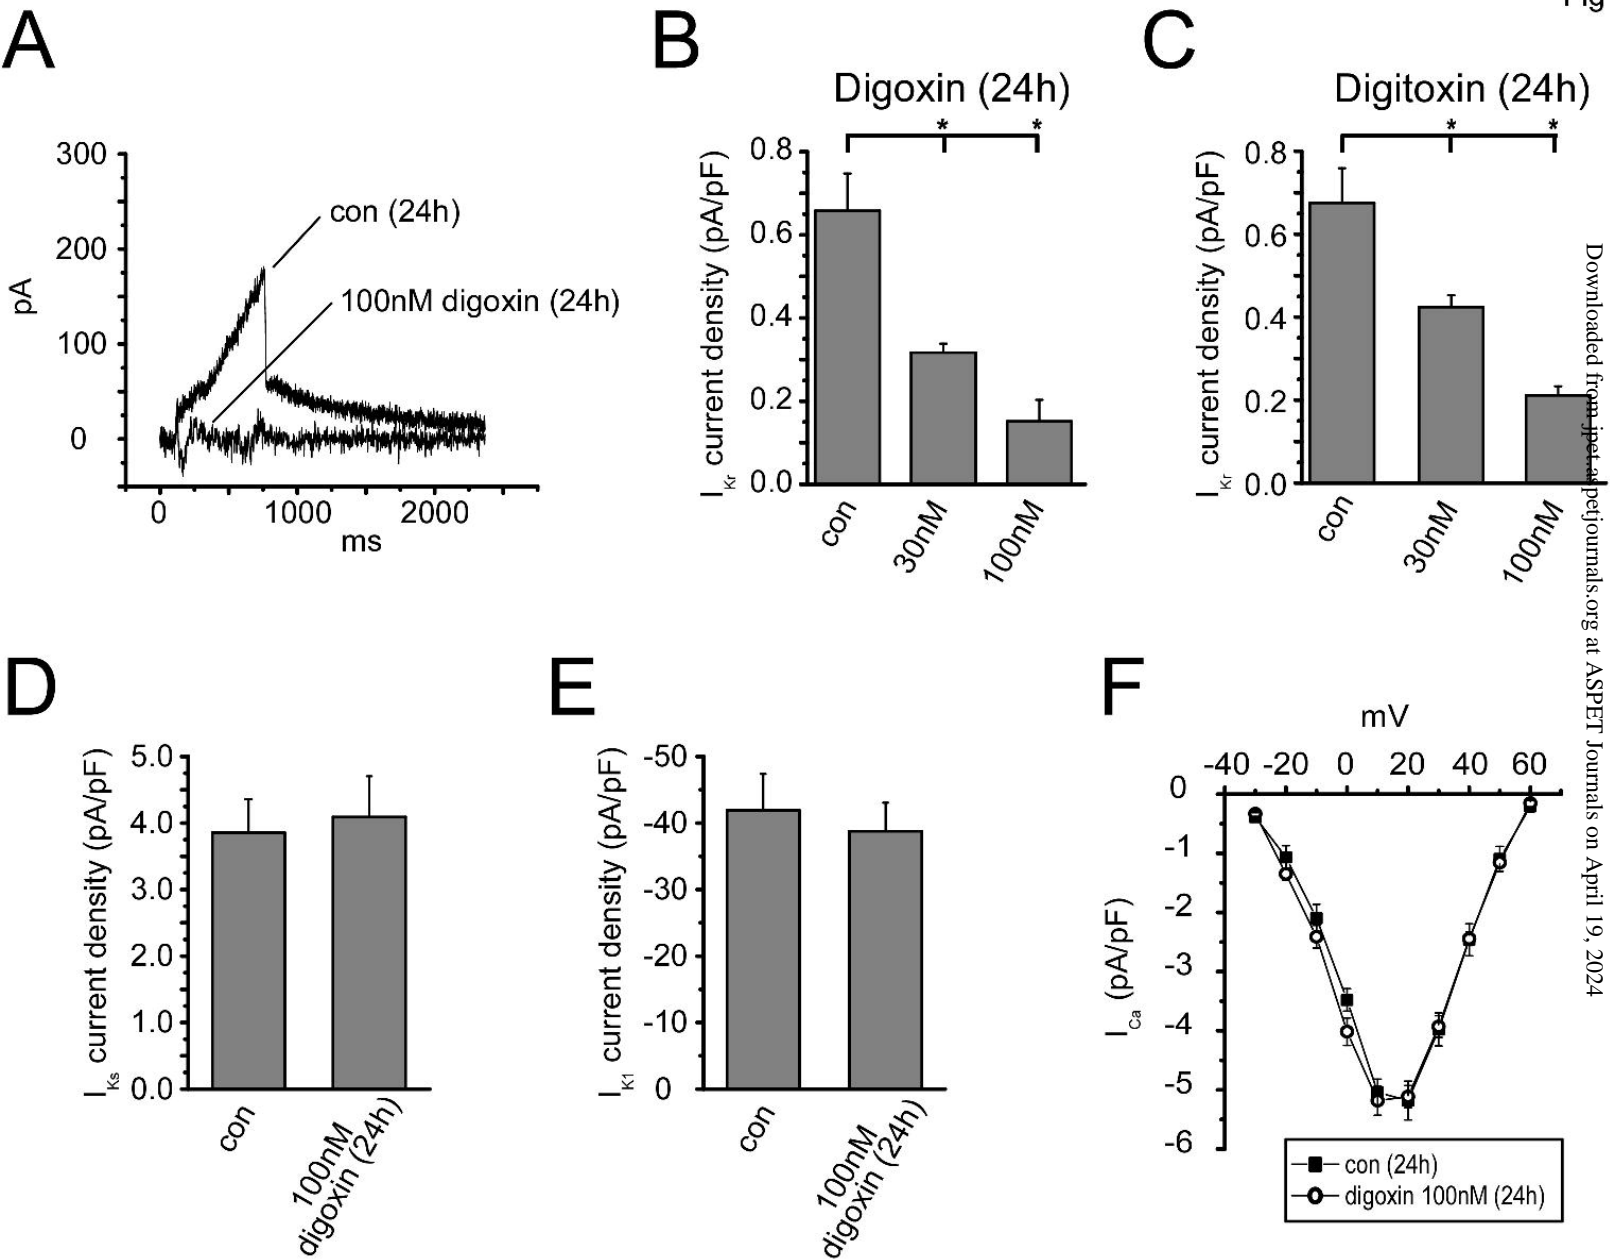 Fig
A
300
200
100
0
pA
0
1000
2000
ms
con (24h)
100nM digoxin (24h)
B
Digoxin (24h)
* *
IKr current density (pA/pF)
0.8
0.6
0.4
0.2
0.0
con
30nM
100nM
C
Digitoxin (24h)
* *
IKr current density (pA/pF)
0.8
0.6
0.4
0.2
0.0
con
30nM
100nM
D
IKs current density (pA/pF)
5.0
4.0
3.0
2.0
1.0
0.0
con
100nM
digoxin (24h)
E
IK1 current density (pA/pF)
-50
-40
-30
-20
-10
0
con
100nM
digoxin (24h)
F
mV
-40 -20 0 20 40 60
0
-1
-2
-3
-4
-5
-6
ICa (pA/pF)
con (24h)
digoxin 100nM (24h)
Downloaded from jpet.aspetjournals.org at ASPET Journals on April 19, 2024